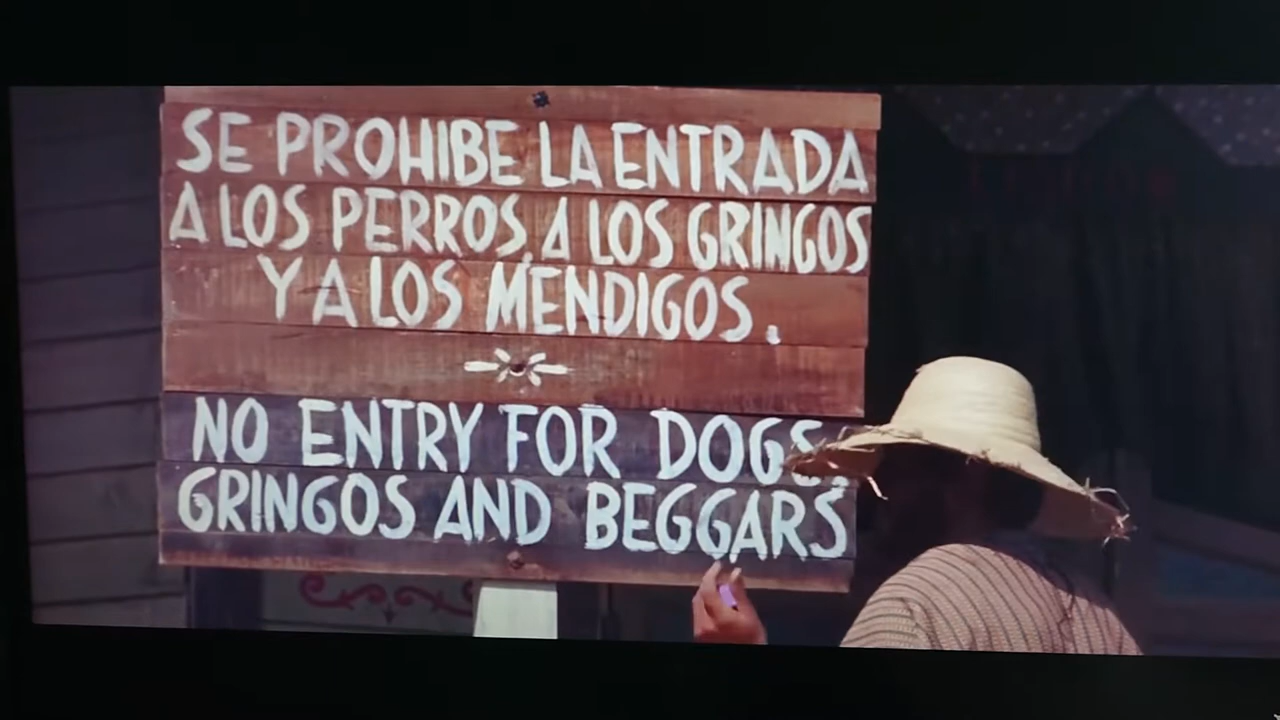 SE PROHIBE LA ENTRADA
A LOS PERROS, A LOS GRINGOS
Y A LOS MENDIGOS.
NO ENTRY FOR DOGS,
GRINGOS AND BEGGARS